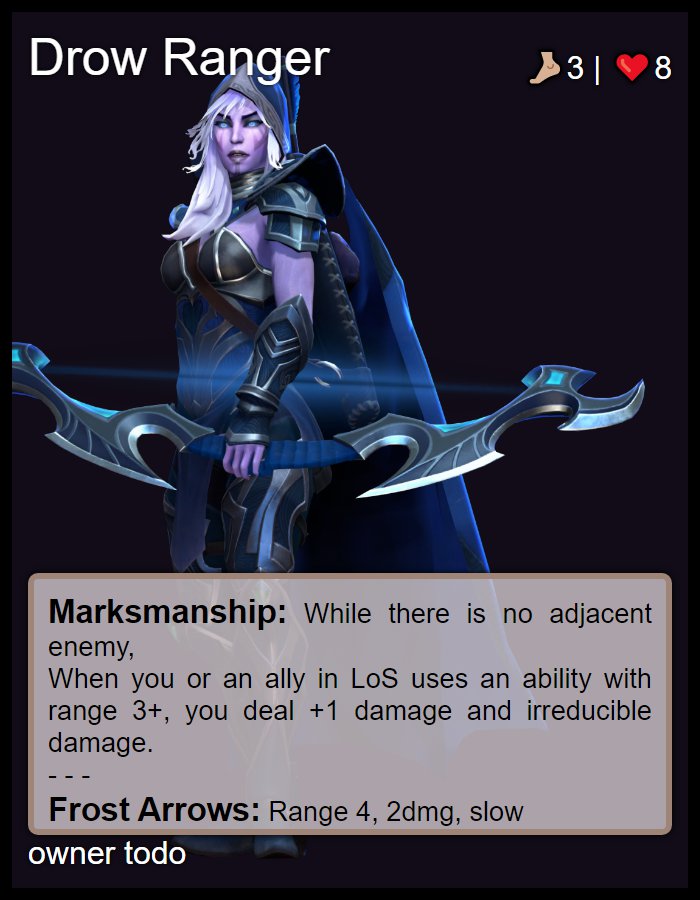 Drow Ranger
🦶🏼3 | ❤️8
Marksmanship: While there is no adjacent
enemy,
When you or an ally in LoS uses an ability with
range 3+, you deal +1 damage and irreducible
damage.
- - -
Frost Arrows: Range 4, 2dmg, slow
owner todo